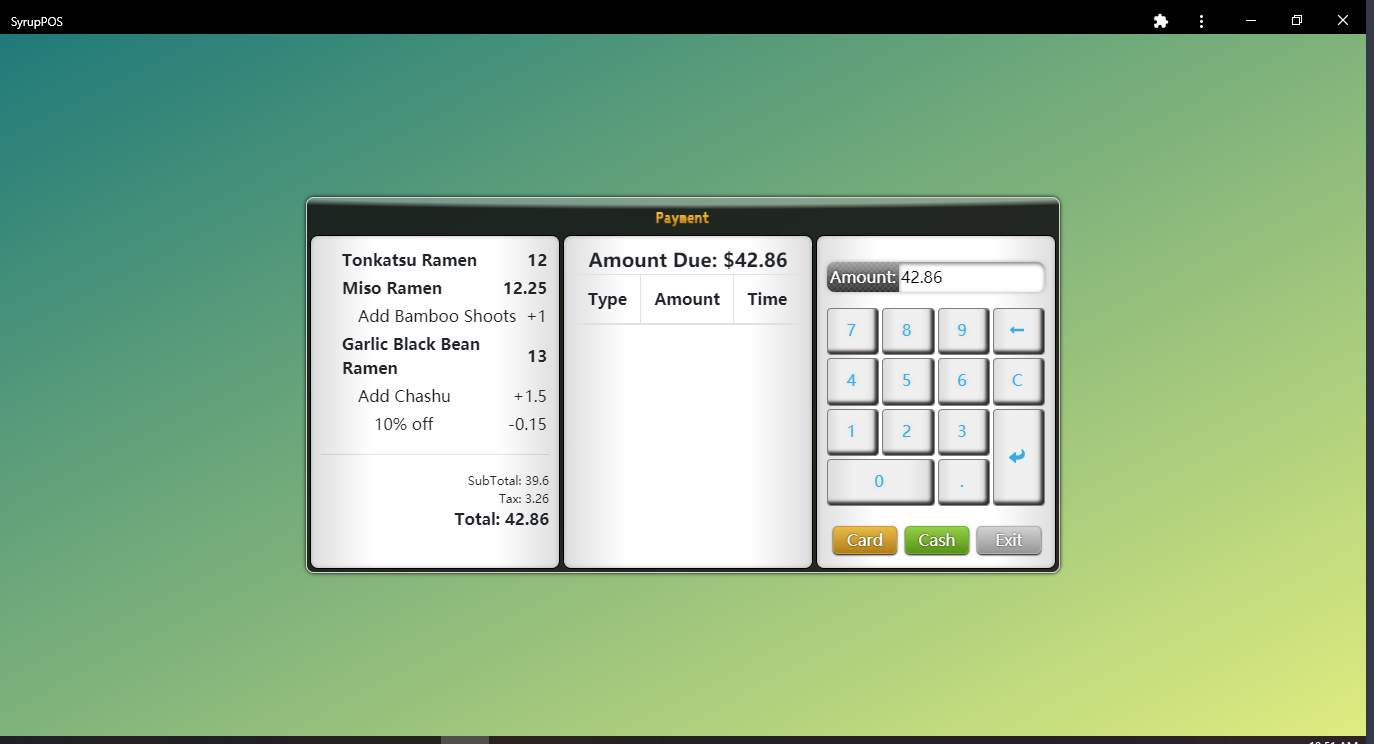 SyrupPOS
Payment
Tonkatsu Ramen 12
Miso Ramen 12.25
Add Bamboo Shoots +1
Garlic Black Bean Ramen 13
Add Chashu +1.5
10% off -0.15
SubTotal: 39.6
Tax: 3.26
Total: 42.86
Amount Due: $42.86
Type Amount Time
Amount: 42.86
7 8 9 ←
4 5 6 C
1 2 3
0 .
Card Cash Exit